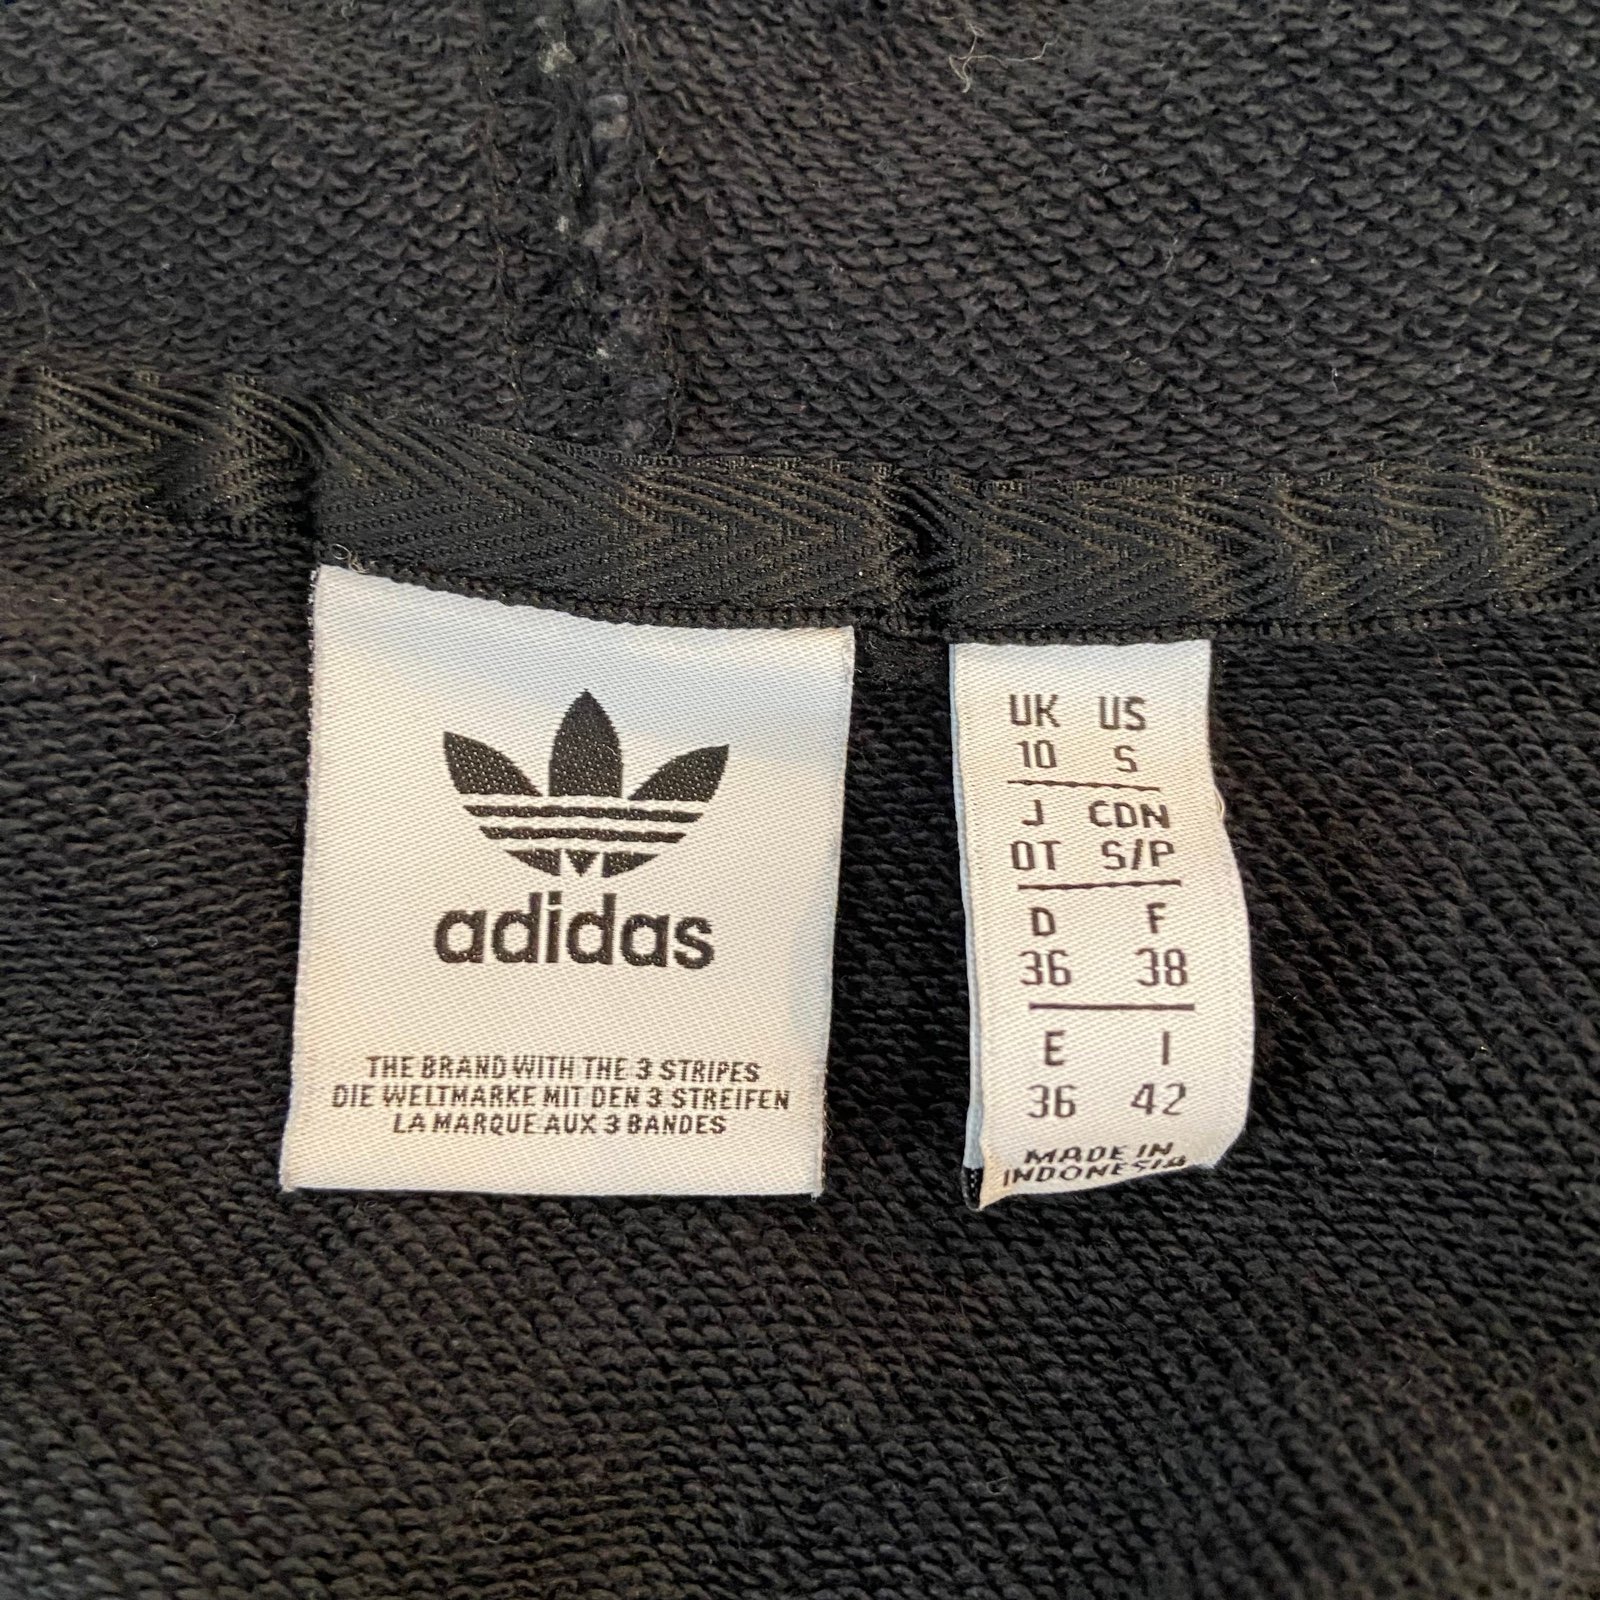 adidas
THE BRAND WITH THE 3 STRIPES
DIE WELTMARKE MIT DEN 3 STREIFEN
LA MARQUE AUX 3 BANDES
UK US
10 S
J CDN
OT S/P
D F
36 38
E I
36 42
MADE IN
INDONESIA